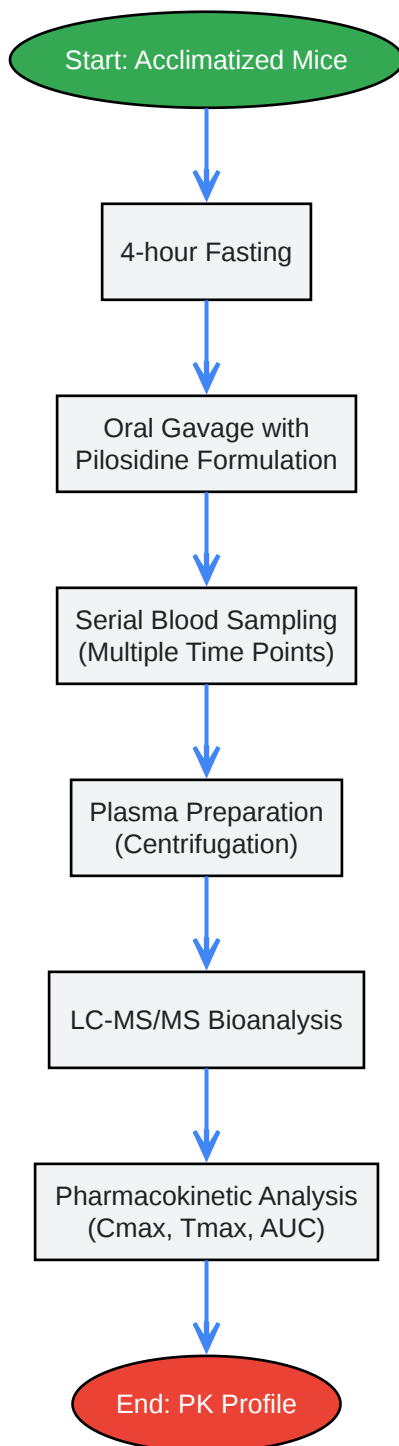 Start: Acclimatized Mice
4-hour Fasting
Oral Gavage with
Pilosidine Formulation
Serial Blood Sampling
(Multiple Time Points)
Plasma Preparation
(Centrifugation)
LC-MS/MS Bioanalysis
Pharmacokinetic Analysis
(Cmax, Tmax, AUC)
End: PK Profile